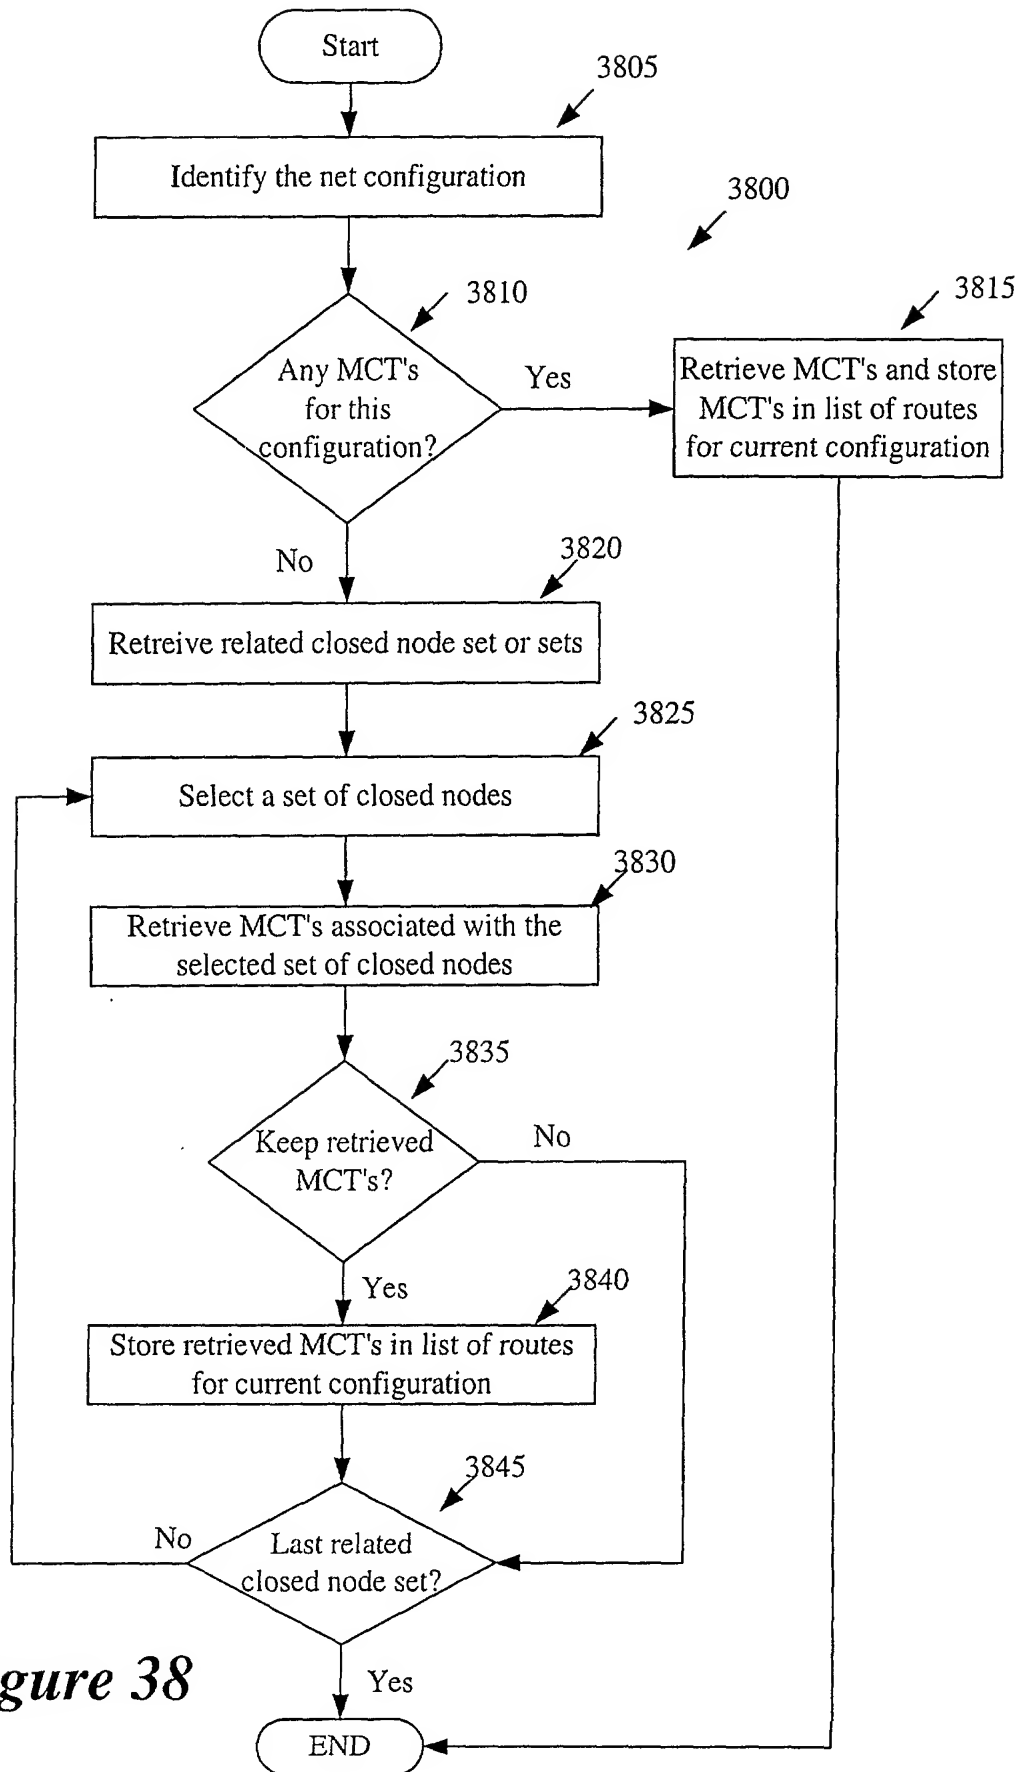 Start
3805
Identify the net configuration
3800
3810
3815
Any MCT's
for this
configuration?
Yes
Retrieve MCT's and store
MCT's in list of routes
for current configuration
No
3820
Retreive related closed node set or sets
3825
Select a set of closed nodes
3830
Retrieve MCT's associated with the
selected set of closed nodes
3835
Keep retrieved
MCT's?
No
Yes
3840
Store retrieved MCT's in list of routes
for current configuration
3845
No
Last related
closed node set?
Yes
gure 38
END